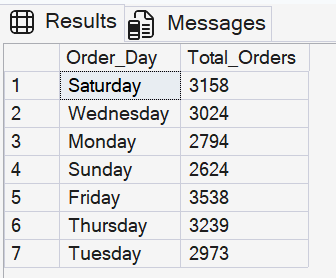 Results Messages
Order_Day Total_Orders
1 Saturday 3158
2 Wednesday 3024
3 Monday 2794
4 Sunday 2624
5 Friday 3538
6 Thursday 3239
7 Tuesday 2973